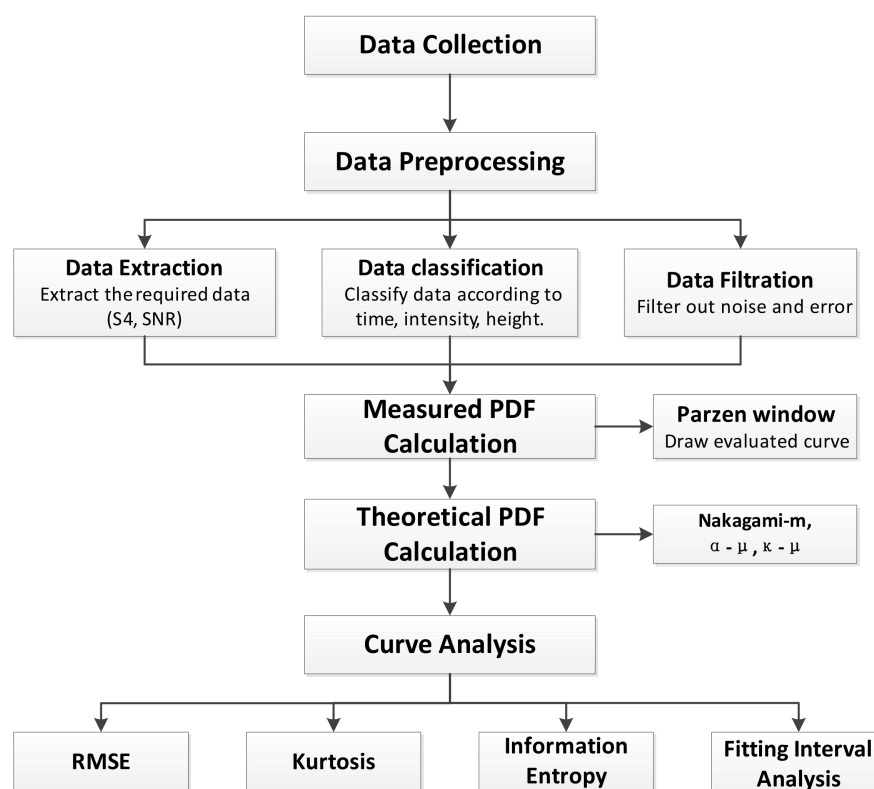 Data Collection
Data Preprocessing
Data Extraction
Extract the required data
(S4, SNR)
Data classification
Classify data according to
time, intensity, height.
Data Filtration
Filter out noise and error
Measured PDF
Calculation
Parzen window
Draw evaluated curve
Theoretical PDF
Calculation
Nakagami-m,
α - μ , κ - μ
Curve Analysis
RMSE
Kurtosis
Information
Entropy
Fitting Interval
Analysis